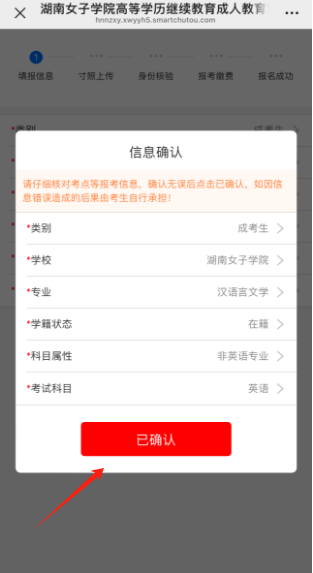 湖南女子学院高等学历继续教育成人教育
hnnzxy.xwyyh5.smartchutou.com
1
填报信息 寸照上传 身份核验 报考缴费 报名成功
*类别 成考生
信息确认
请仔细核对考点等报考信息，确认无误后点击已确认，如因信
息错误造成的后果由考生自行承担！
*类别 成考生
*学校 湖南女子学院
*专业 汉语言文学
*学籍状态 在籍
*科目属性 非英语专业
*考试科目 英语
已确认